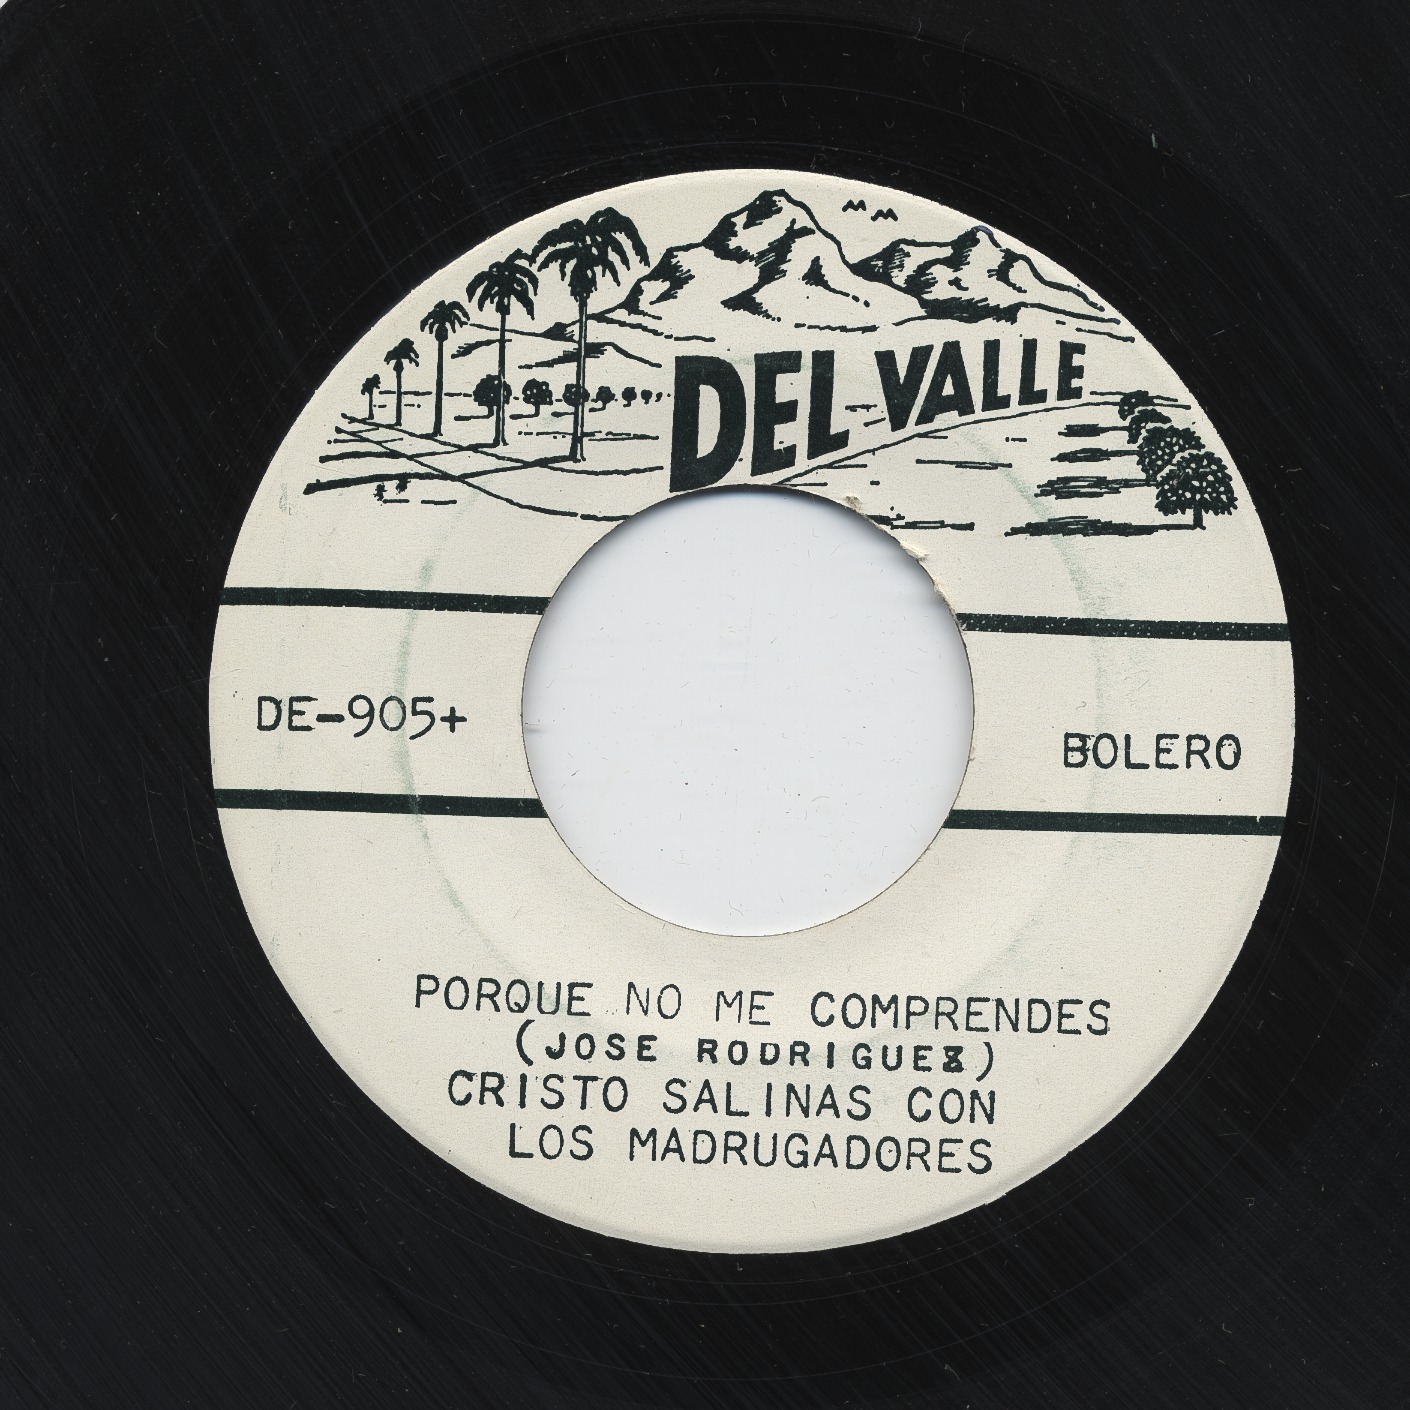 DEL VALLE
DE-905+
BOLERO
PORQUE NO ME COMPRENDES
(JOSE RODRIGUEZ)
CRISTO SALINAS CON
LOS MADRUGADORES